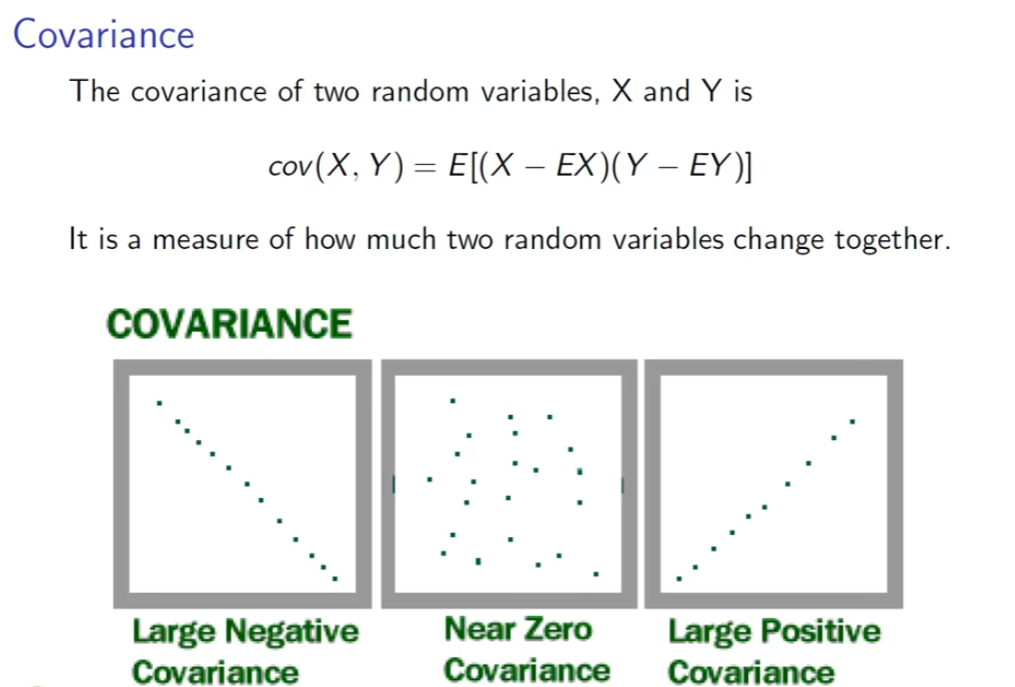 Covariance
The covariance of two random variables, X and Y is
cov(X, Y) = E[(X − EX)(Y − EY)]
It is a measure of how much two random variables change together.
COVARIANCE
Large Negative
Covariance
Near Zero
Covariance
Large Positive
Covariance